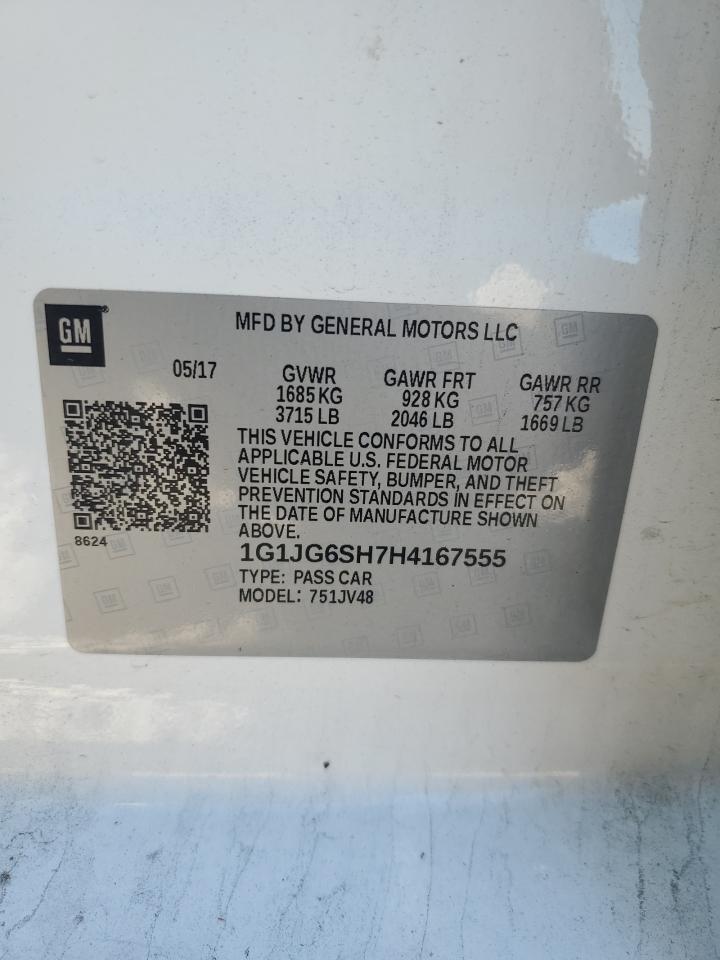 GM
MFD BY GENERAL MOTORS LLC
05/17 GVWR GAWR FRT GAWR RR
1685 KG 928 KG 757 KG
3715 LB 2046 LB 1669 LB
THIS VEHICLE CONFORMS TO ALL
APPLICABLE U.S. FEDERAL MOTOR
VEHICLE SAFETY, BUMPER, AND THEFT
PREVENTION STANDARDS IN EFFECT ON
THE DATE OF MANUFACTURE SHOWN
ABOVE.
8624
1G1JG6SH7H4167555
TYPE: PASS CAR
MODEL: 751JV48